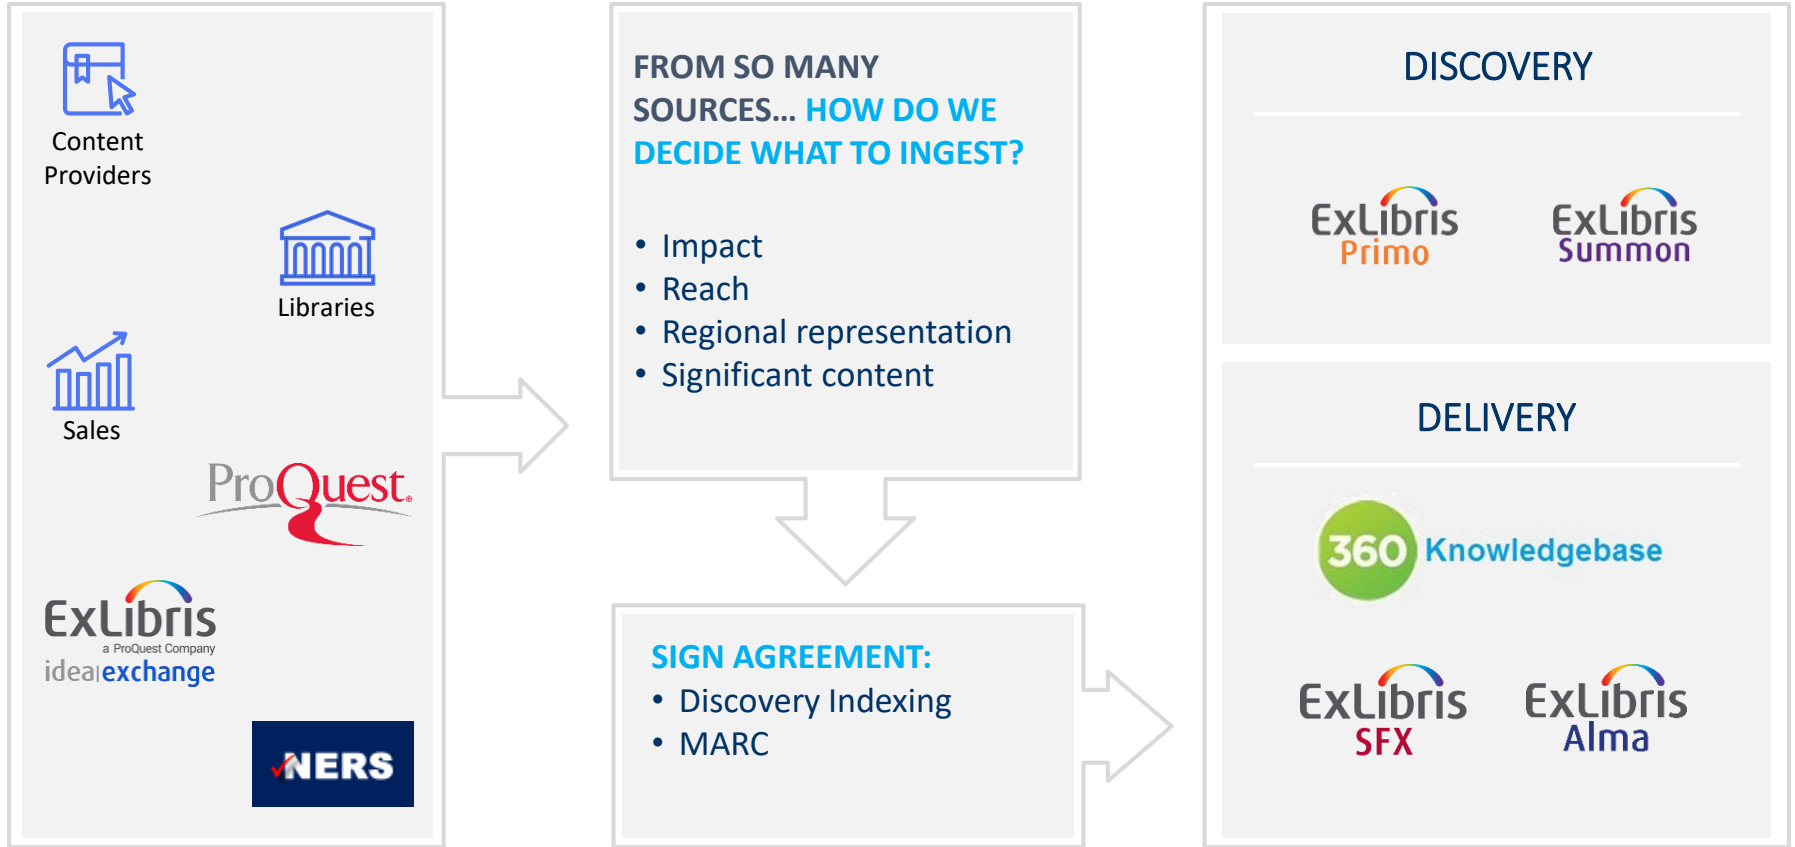 Content
Providers
Libraries
Sales
ProQuest®
ExLibris
a ProQuest Company
idea|exchange
NERS
FROM SO MANY
SOURCES... HOW DO WE
DECIDE WHAT TO INGEST?
• Impact
• Reach
• Regional representation
• Significant content
SIGN AGREEMENT:
• Discovery Indexing
• MARC
DISCOVERY
ExLibris
Primo
ExLibris
Summon
DELIVERY
360 Knowledgebase
ExLibris
SFX
ExLibris
Alma